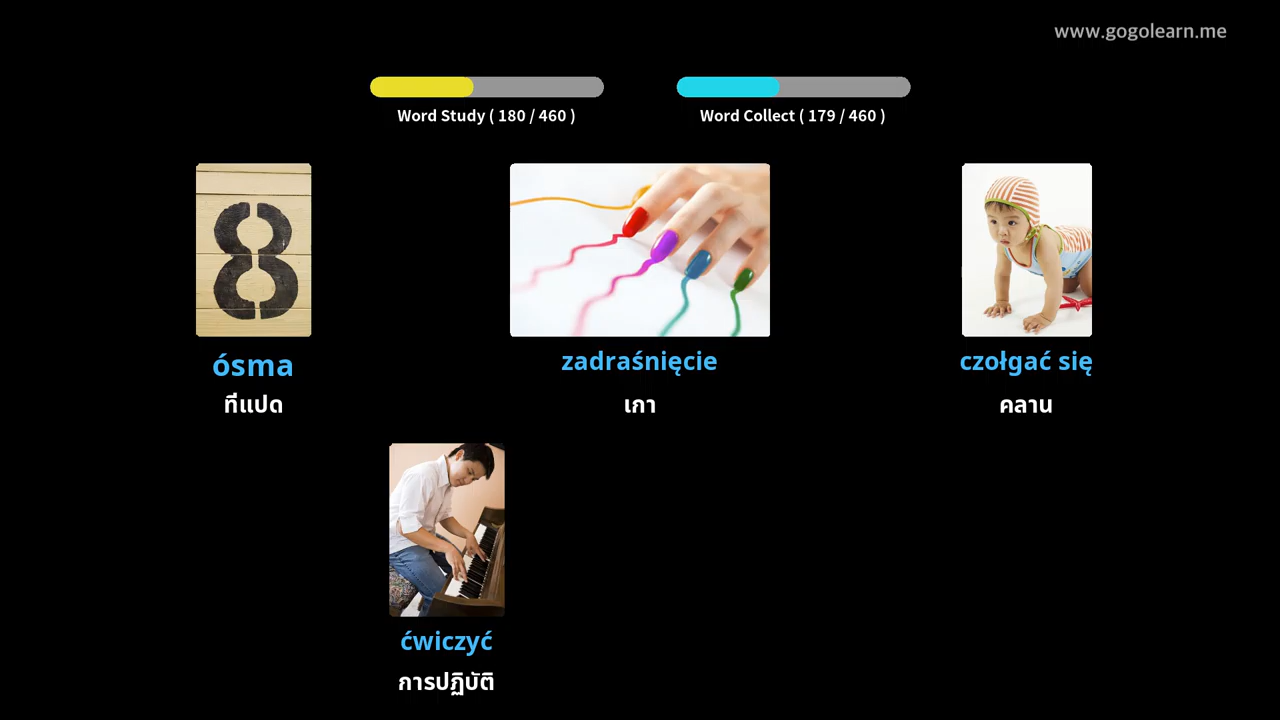 www.gogolearn.me
Word Study ( 180 / 460 )
Word Collect ( 179 / 460 )
8
ósma
zadraśnięcie
czołgać się
ที่แปด
เกา
คลาน
ćwiczyć
การปฏิบัติ